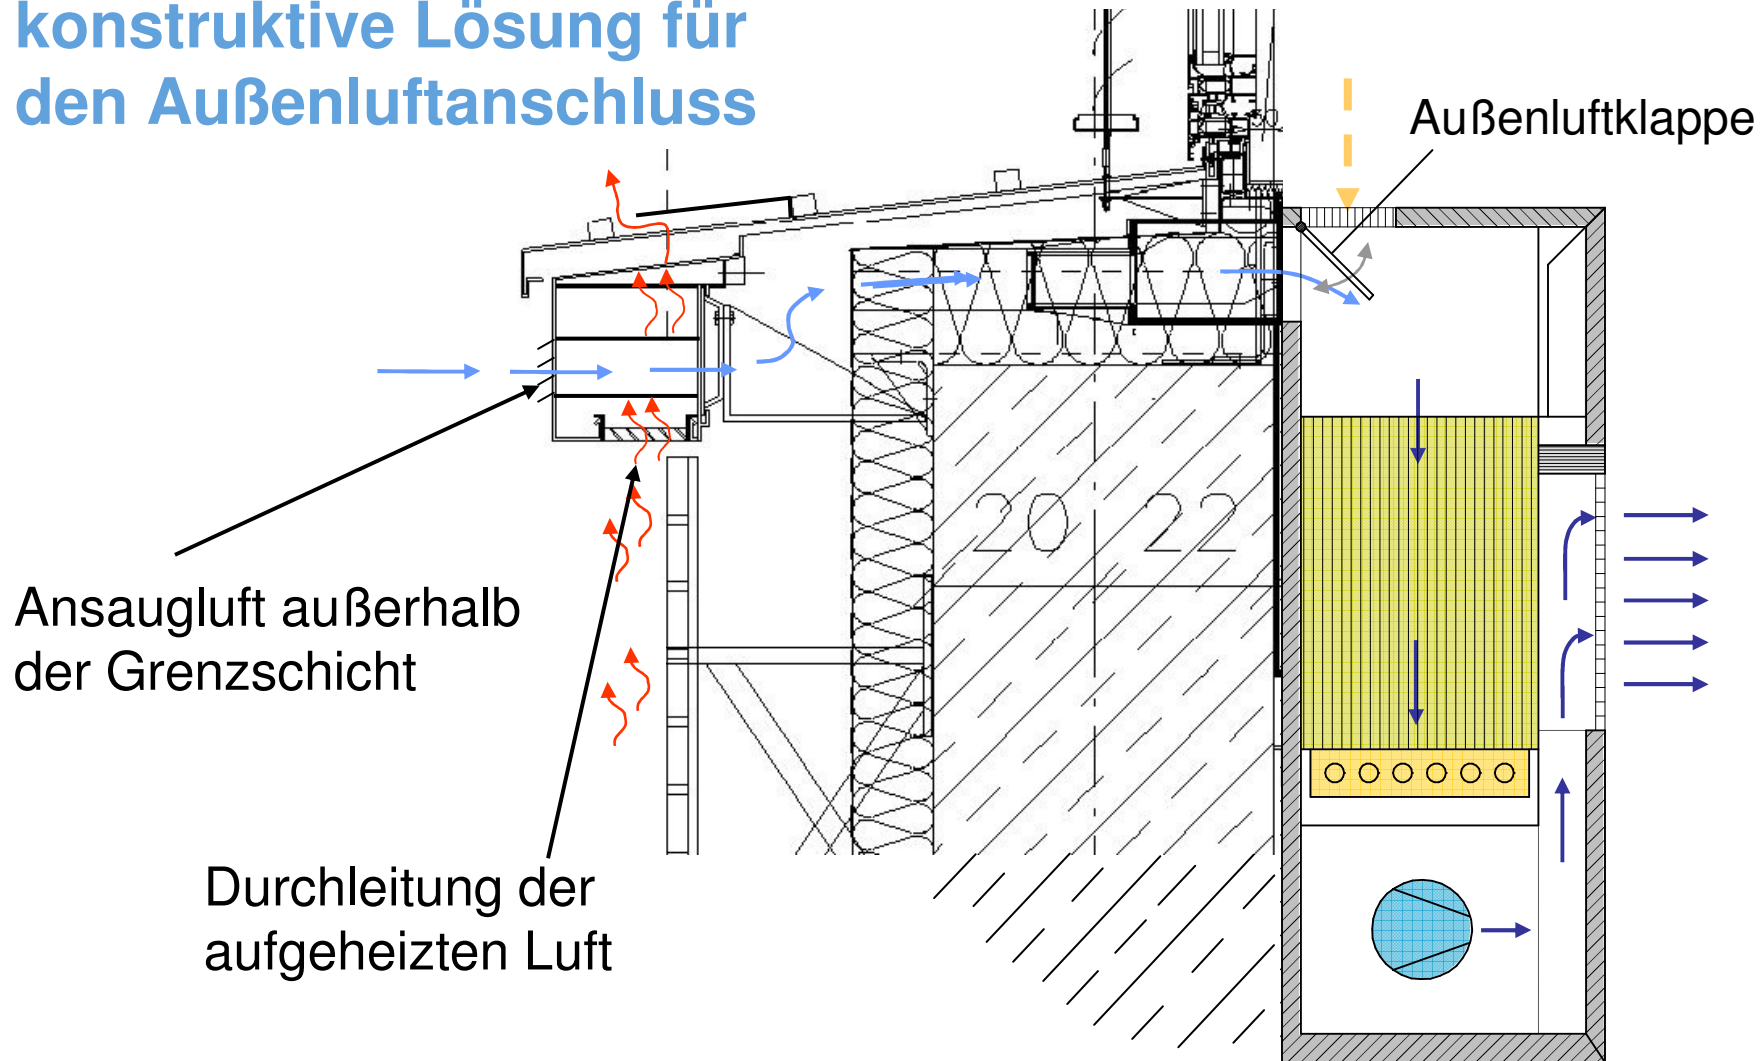 konstruktive Lösung für
den Außenluftanschluss
Außenluftklappe
20 22
Ansaugluft außerhalb
der Grenzschicht
Durchleitung der
aufgeheizten Luft